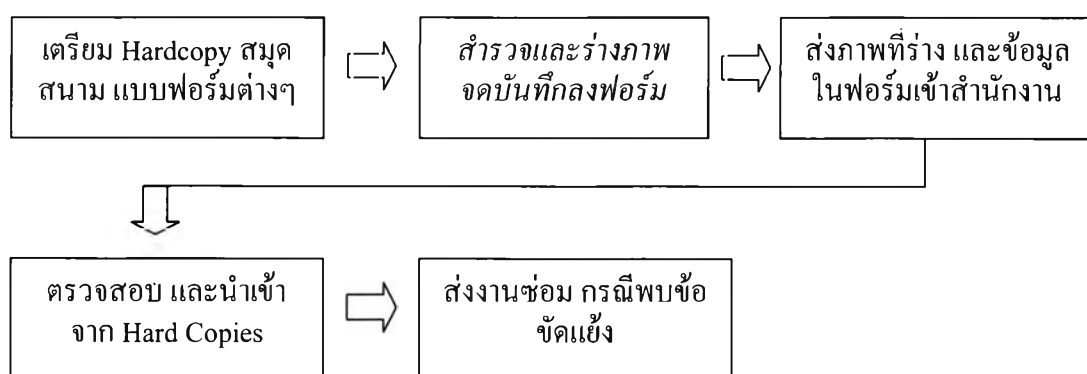 เตรียม Hardcopy สมุด
สนาม แบบฟอร์มต่างๆ
สำรวจและร่างภาพ
จดบันทึกลงฟอร์ม
ส่งภาพที่ร่าง และข้อมูล
ในฟอร์มเข้าสำนักงาน
ตรวจสอบ และนำเข้า
จาก Hard Copies
ส่งงานซ่อม กรณีพบข้อ
ขัดแย้ง